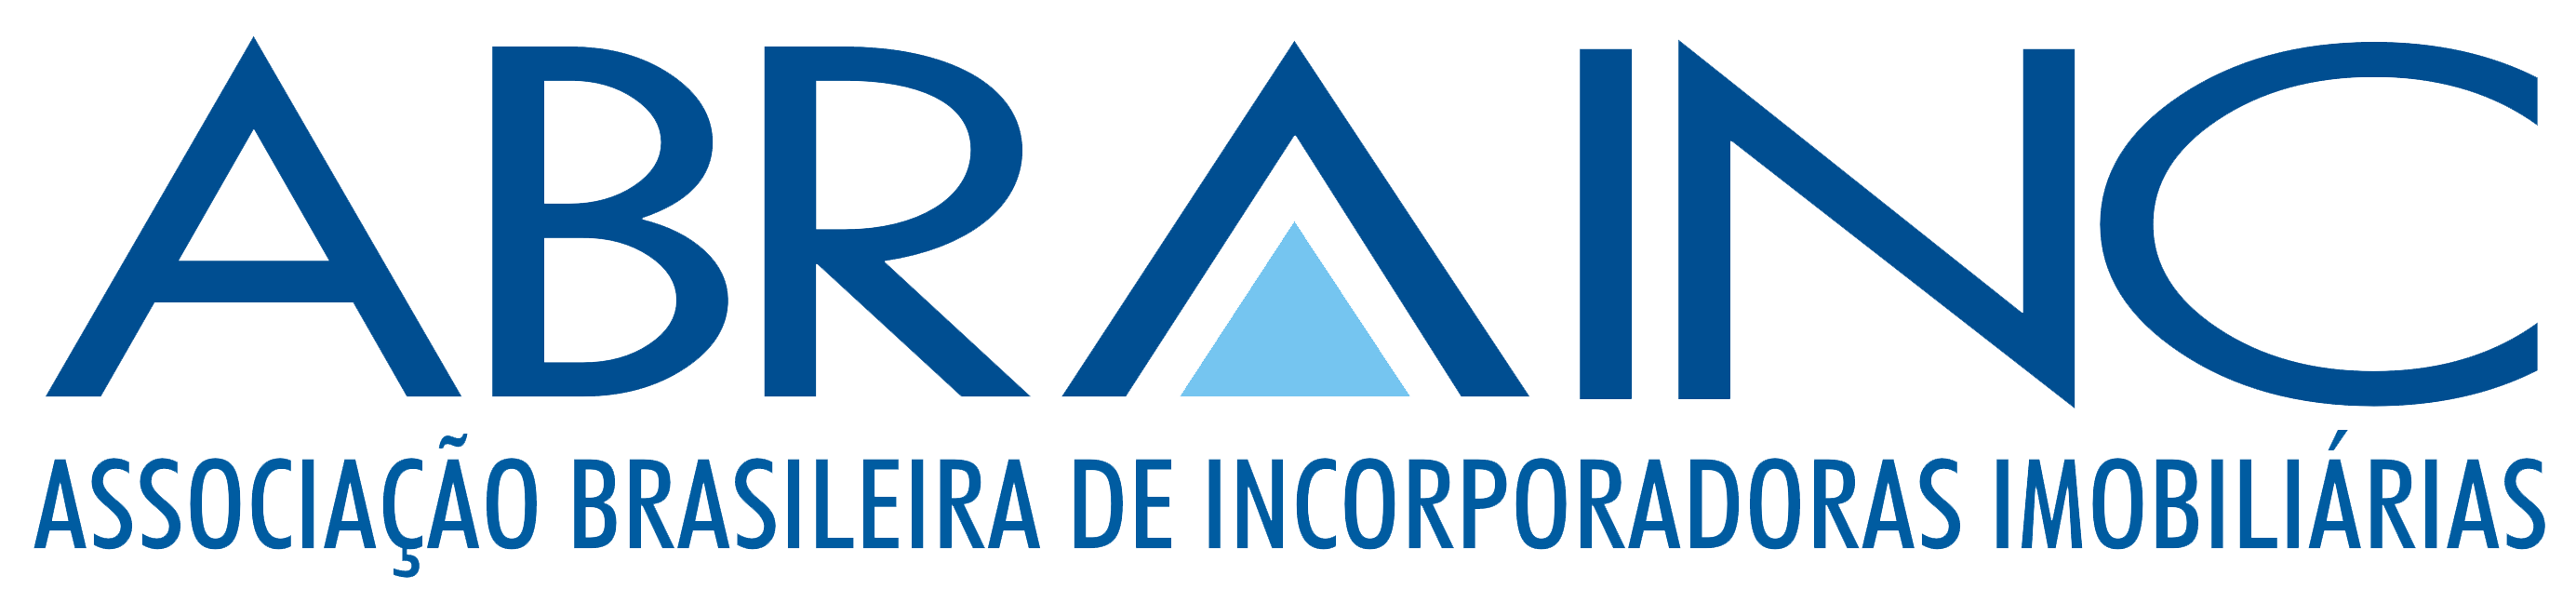 ABRAINC
ASSOCIAÇÃO BRASILEIRA DE INCORPORADORAS IMOBILIÁRIAS